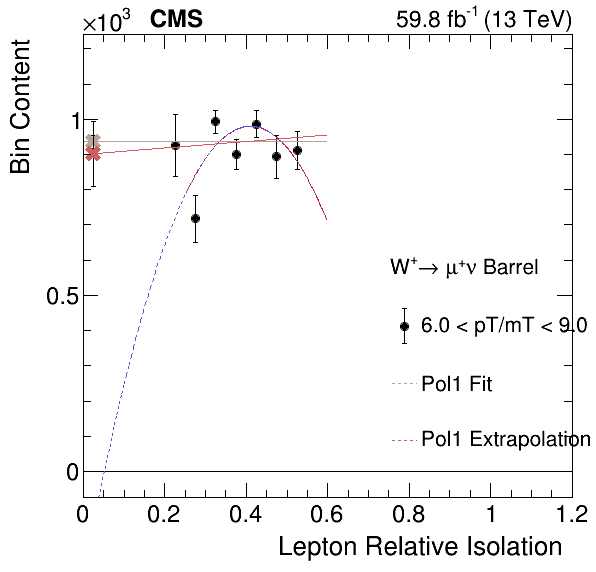 ×10³ CMS 59.8 fb⁻¹ (13 TeV)
Bin Content
1
0.5
0
W⁺→ μ⁺ν Barrel
6.0 < pT/mT < 9.0
Pol1 Fit
Pol1 Extrapolation
0 0.2 0.4 0.6 0.8 1 1.2
Lepton Relative Isolation